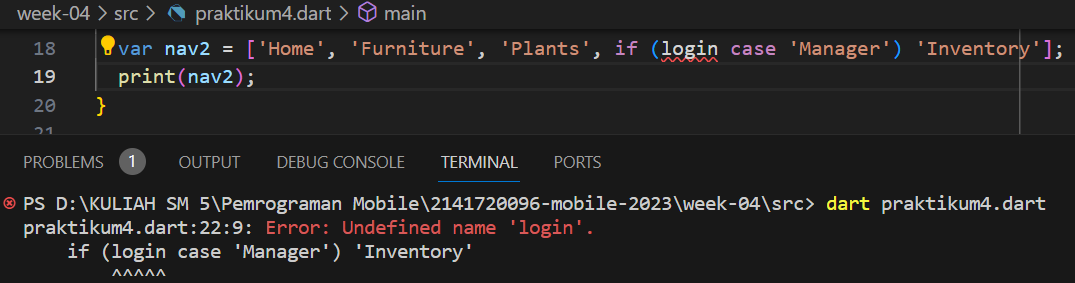 week-04 > src > praktikum4.dart > main
18 var nav2 = ['Home', 'Furniture', 'Plants', if (login case 'Manager') 'Inventory'];
19 print(nav2);
20 }
21
PROBLEMS 1 OUTPUT DEBUG CONSOLE TERMINAL PORTS
PS D:\KULIAH SM 5\Pemrograman Mobile\2141720096-mobile-2023\week-04\src> dart praktikum4.dart
praktikum4.dart:22:9: Error: Undefined name 'login'.
if (login case 'Manager') 'Inventory'
^^^^^